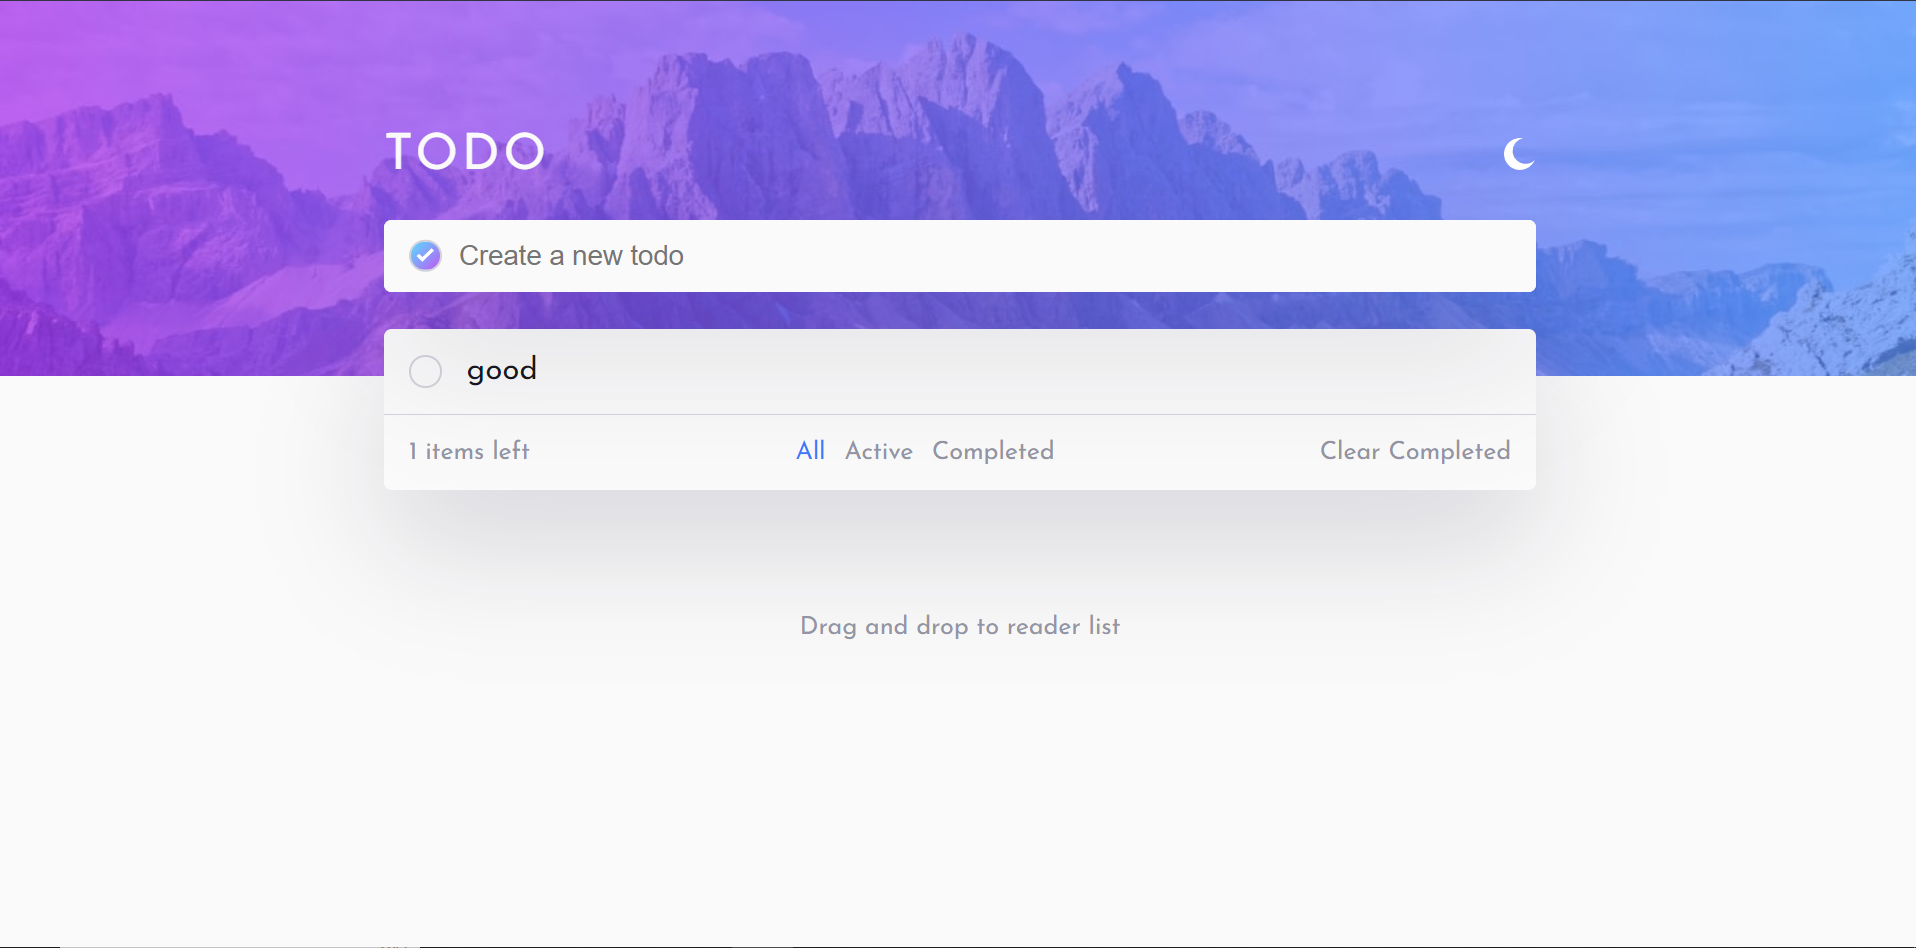 TODO
Create a new todo
good
1 items left All Active Completed Clear Completed
Drag and drop to reader list